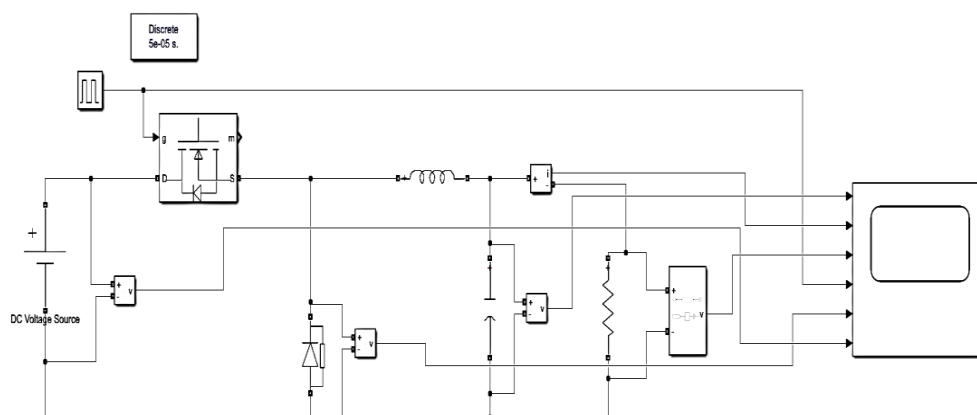 Discrete
5e-05 s.
g
m
D
S
+
i
+
-
+
+
-
v
+
+
-
v
+
+
-
v
DC Voltage Source
+
-
v